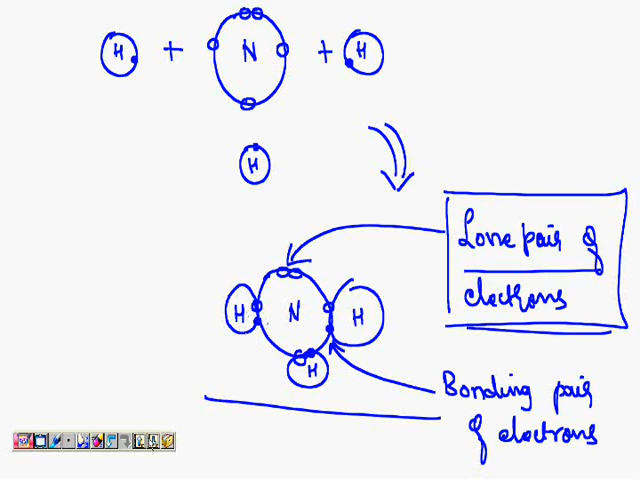 H + N + H
H
Lone pair of
electrons
H N H
H
Bonding pair
of electrons